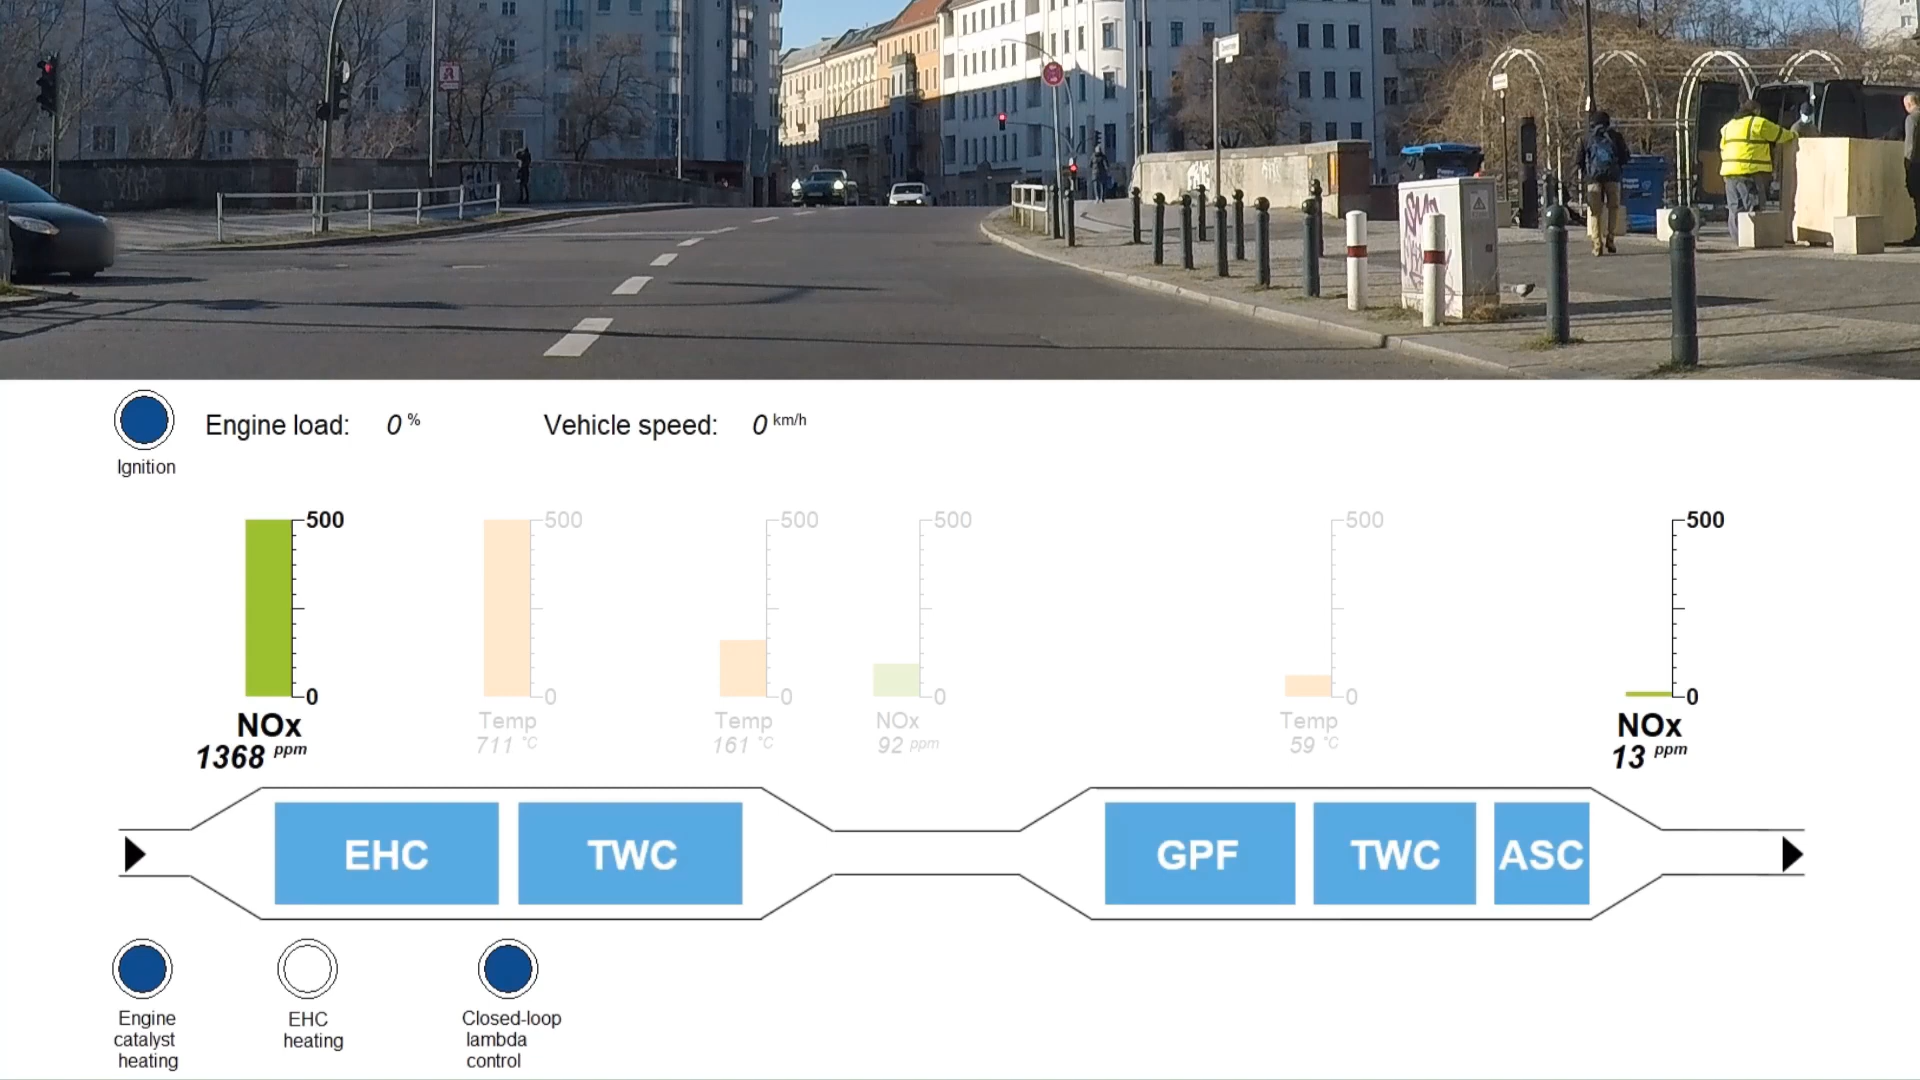 Engine load: 0 % Vehicle speed: 0 km/h
Ignition
500 500 500 500 500 500
0 0 0 0 0 0
NOx Temp Temp NOx Temp NOx
1368 ppm 711 °C 161 °C 92 ppm 59 °C 13 ppm
EHC TWC GPF TWC ASC
Engine
catalyst
heating
EHC
heating
Closed-loop
lambda
control